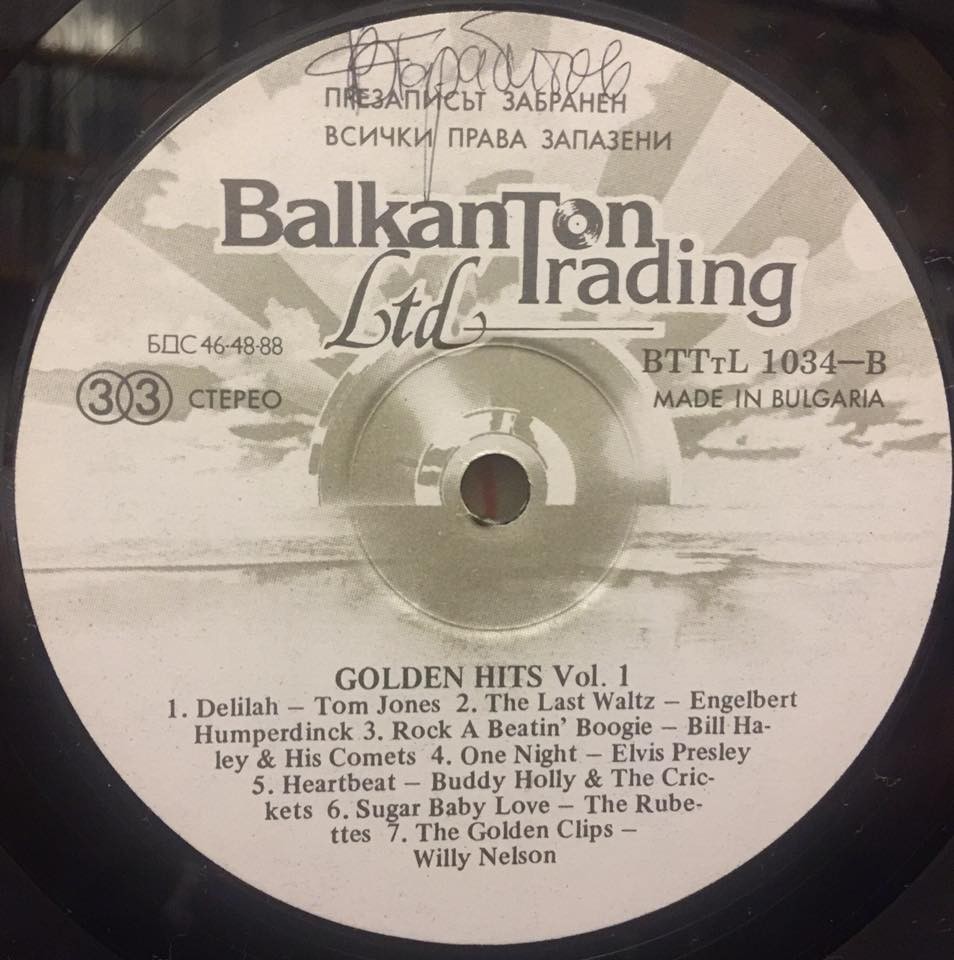 ПРЕЗАПИСЪТ ЗАБРАНЕН
ВСИЧКИ ПРАВА ЗАПАЗЕНИ
BalkanTon
Trading
Ltd
БДС 46-48-88
33 СТЕРЕО
ВТТтL 1034—В
MADE IN BULGARIA
GOLDEN HITS Vol. 1
1. Delilah – Tom Jones 2. The Last Waltz – Engelbert
Humperdinck 3. Rock A Beatin' Boogie – Bill Ha-
ley & His Comets 4. One Night – Elvis Presley
5. Heartbeat – Buddy Holly & The Cric-
kets 6. Sugar Baby Love – The Rube-
ttes 7. The Golden Clips –
Willy Nelson